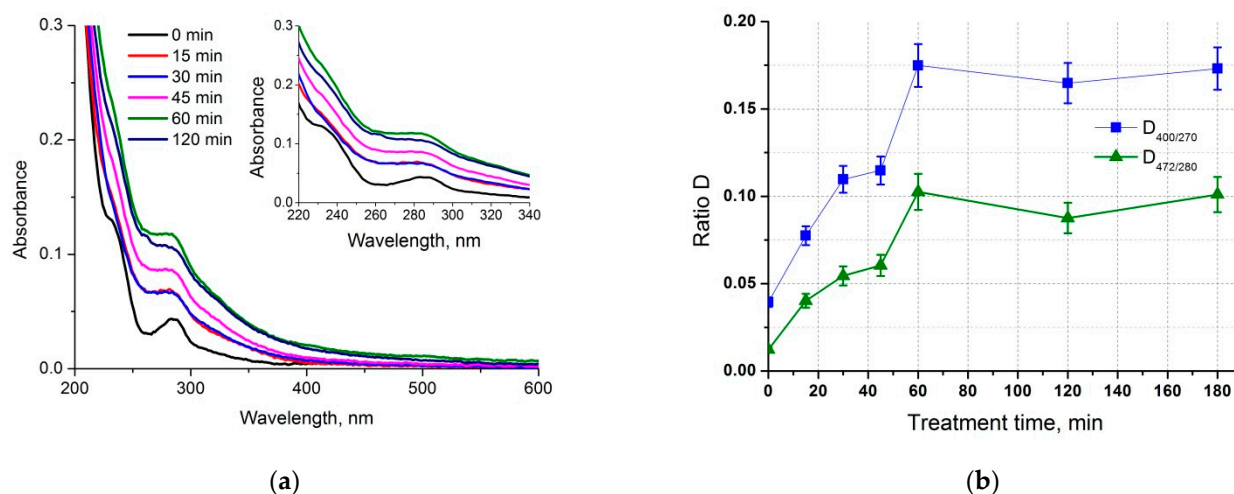 0.3
0.2
0.1
0.0
Absorbance
200
300
400
500
600
Wavelength, nm
0 min
15 min
30 min
45 min
60 min
120 min
0.3
0.2
0.1
0.0
Absorbance
220
240
260
280
300
320
340
Wavelength, nm
(a)
0.20
0.15
0.10
0.05
0.00
Ratio D
0
20
40
60
80
100
120
140
160
180
Treatment time, min
D400/270
D472/280
(b)